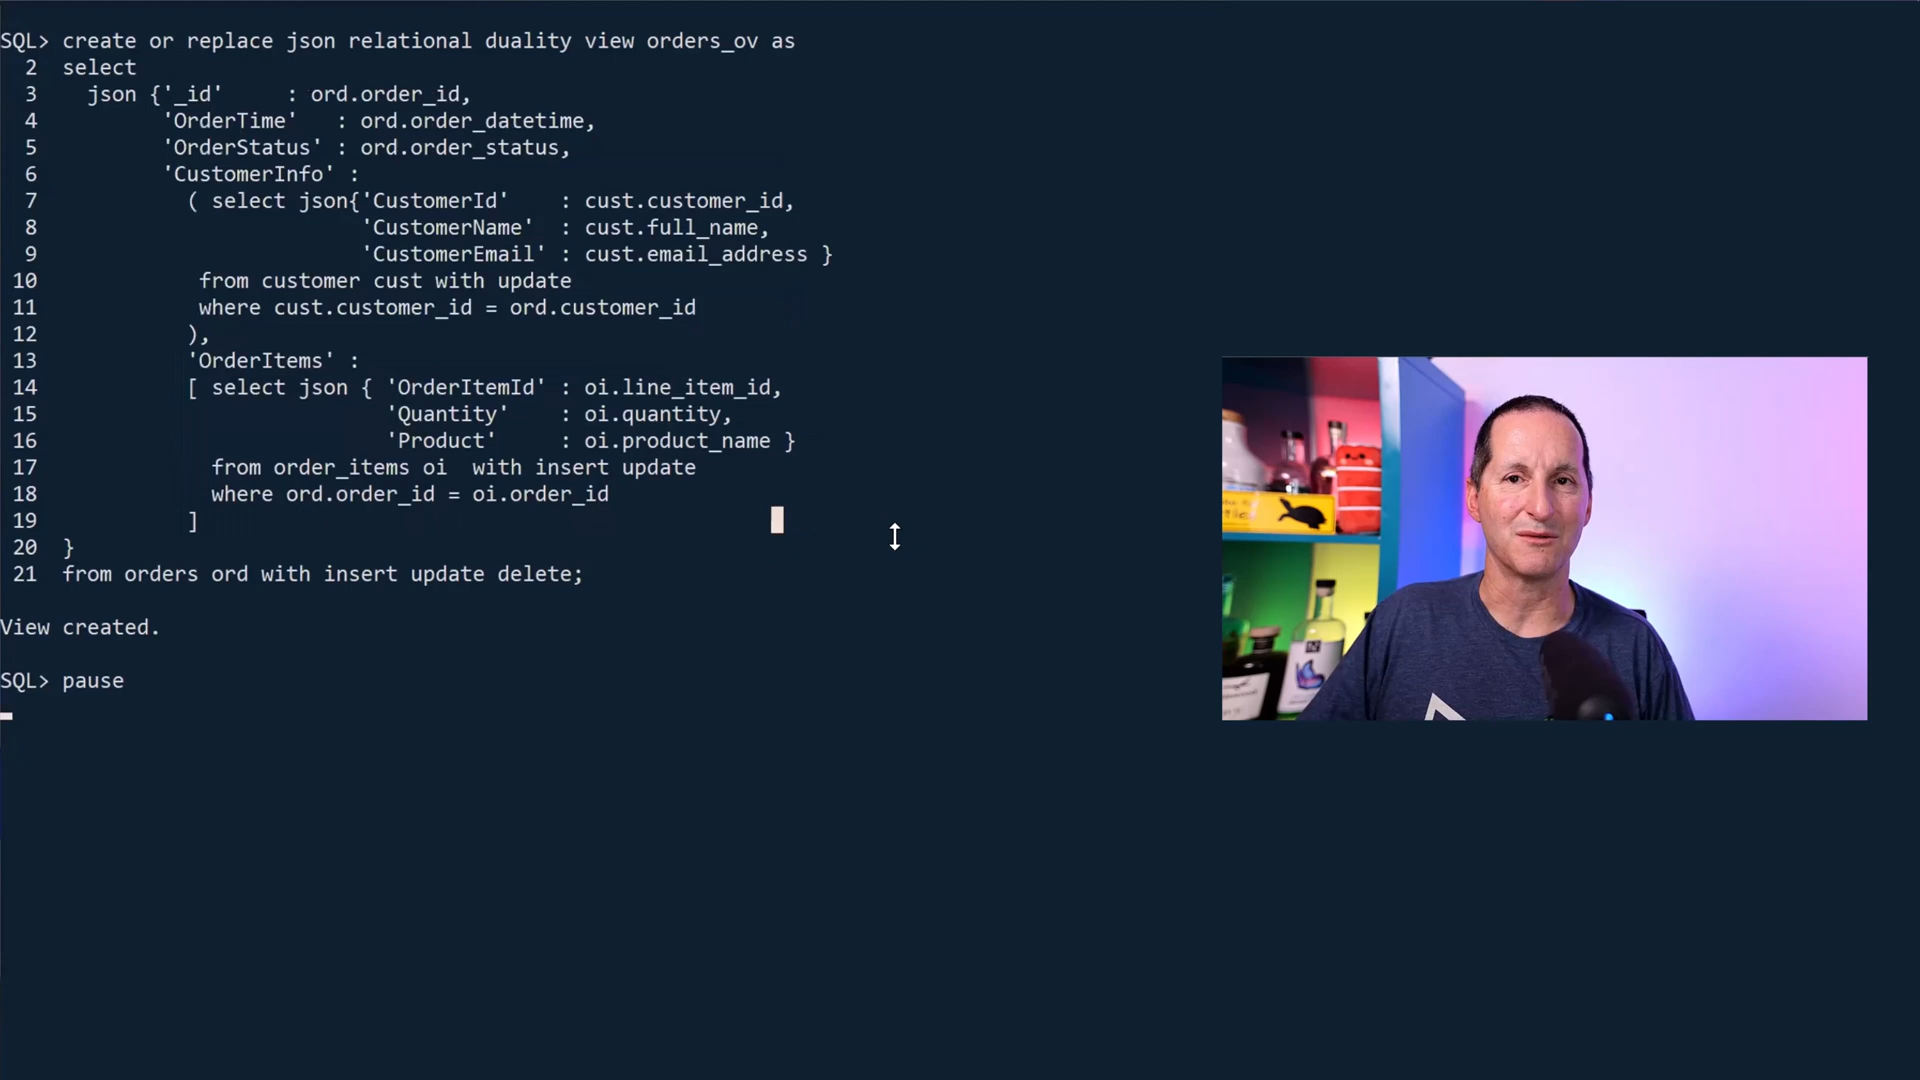 SQL> create or replace json relational duality view orders_ov as
2 select
3 json {'_id' : ord.order_id,
4 'OrderTime' : ord.order_datetime,
5 'OrderStatus' : ord.order_status,
6 'CustomerInfo' :
7 ( select json{'CustomerId' : cust.customer_id,
8 'CustomerName' : cust.full_name,
9 'CustomerEmail' : cust.email_address }
10 from customer cust with update
11 where cust.customer_id = ord.customer_id
12 ),
13 'OrderItems' :
14 [ select json { 'OrderItemId' : oi.line_item_id,
15 'Quantity' : oi.quantity,
16 'Product' : oi.product_name }
17 from order_items oi with insert update
18 where ord.order_id = oi.order_id
19 ]
20 }
21 from orders ord with insert update delete;
View created.
SQL> pause